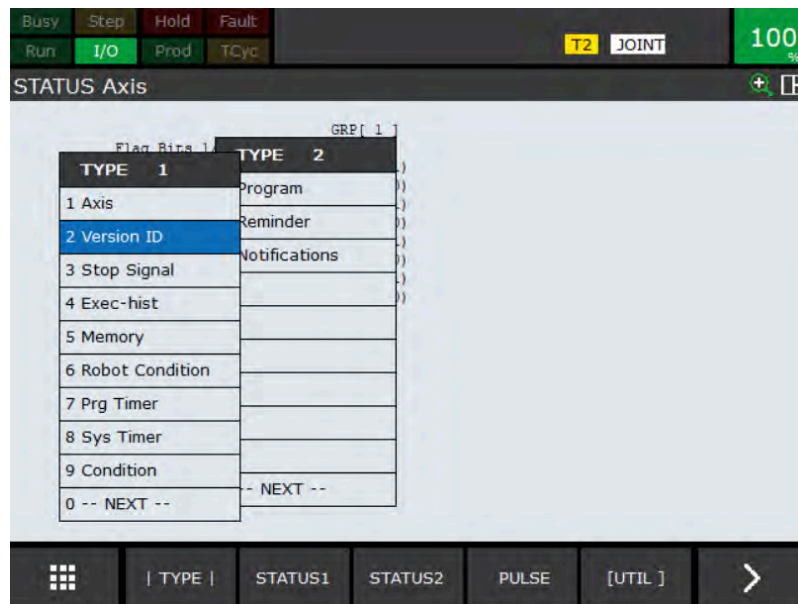 Busy Step Hold Fault
Run I/O Prod TCyc
T2 JOINT
100
%
STATUS Axis
GRP[ 1 ]
Flag Bits 1/
TYPE 1
1 Axis
2 Version ID
3 Stop Signal
4 Exec-hist
5 Memory
6 Robot Condition
7 Prg Timer
8 Sys Timer
9 Condition
0 -- NEXT --
TYPE 2
Program
Reminder
Notifications
-- NEXT --
| TYPE | STATUS1 STATUS2 PULSE [UTIL ] >